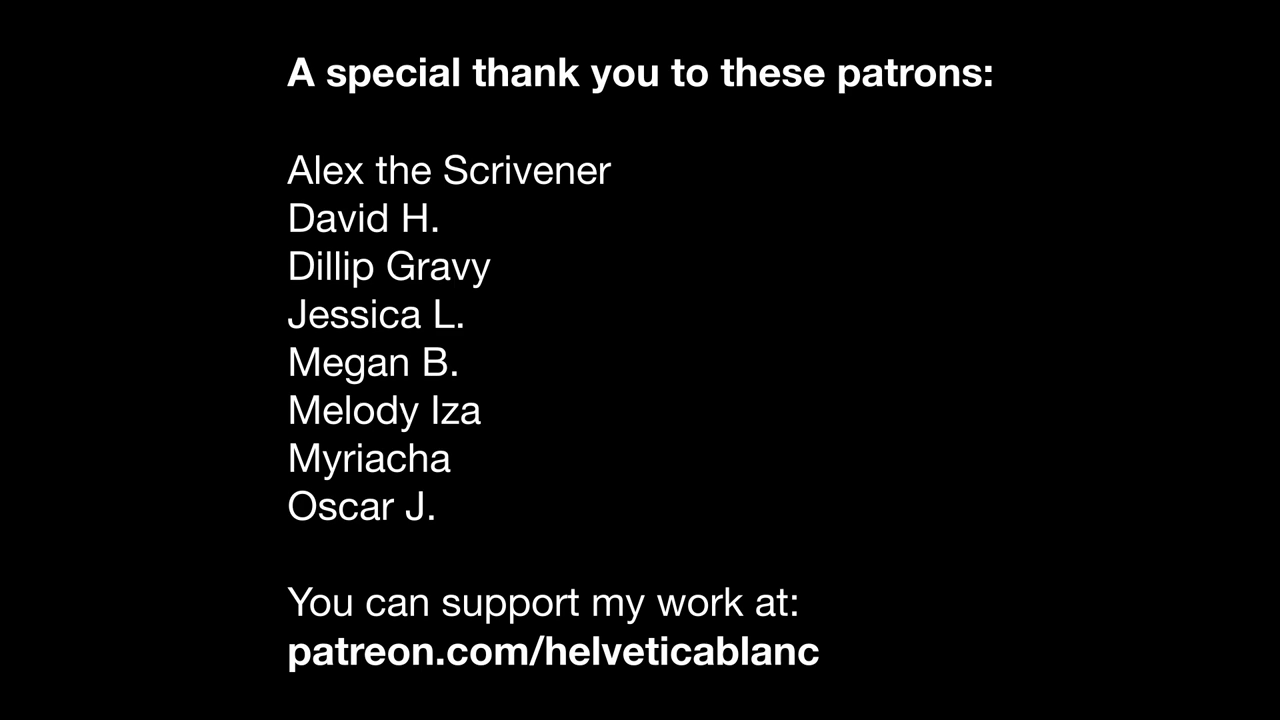 A special thank you to these patrons:
Alex the Scrivener
David H.
Dillip Gravy
Jessica L.
Megan B.
Melody Iza
Myriacha
Oscar J.
You can support my work at:
patreon.com/helveticablanc